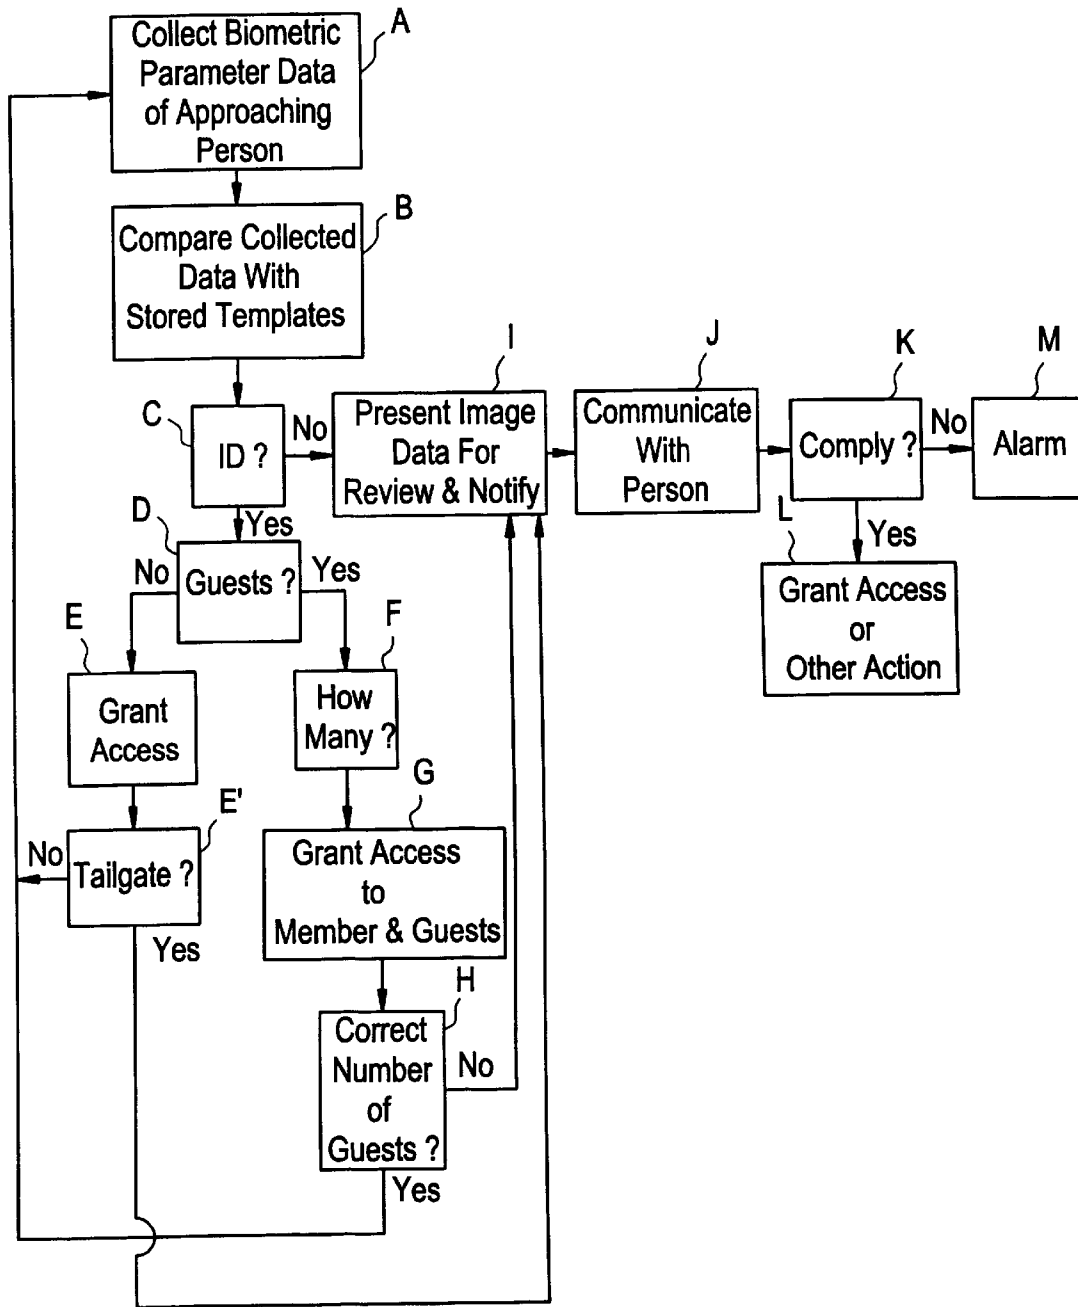 A
Collect Biometric
Parameter Data
of Approaching
Person
B
Compare Collected
Data With
Stored Templates
C
ID ?
No
Yes
I
Present Image
Data For
Review & Notify
J
Communicate
With
Person
K
Comply ?
No
Yes
M
Alarm
L
Grant Access
or
Other Action
D
Guests ?
No
Yes
E
Grant
Access
F
How
Many ?
E'
Tailgate ?
No
Yes
G
Grant Access
to
Member & Guests
H
Correct
Number
of
Guests ?
No
Yes